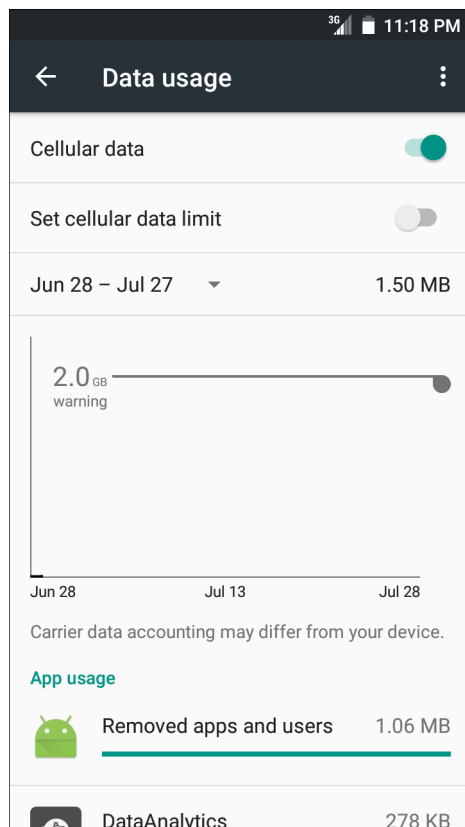 3G 11:18 PM
Data usage
Cellular data
Set cellular data limit
Jun 28 – Jul 27 1.50 MB
2.0 GB
warning
Jun 28 Jul 13 Jul 28
Carrier data accounting may differ from your device.
App usage
Removed apps and users 1.06 MB
DataAnalytics 278 KB